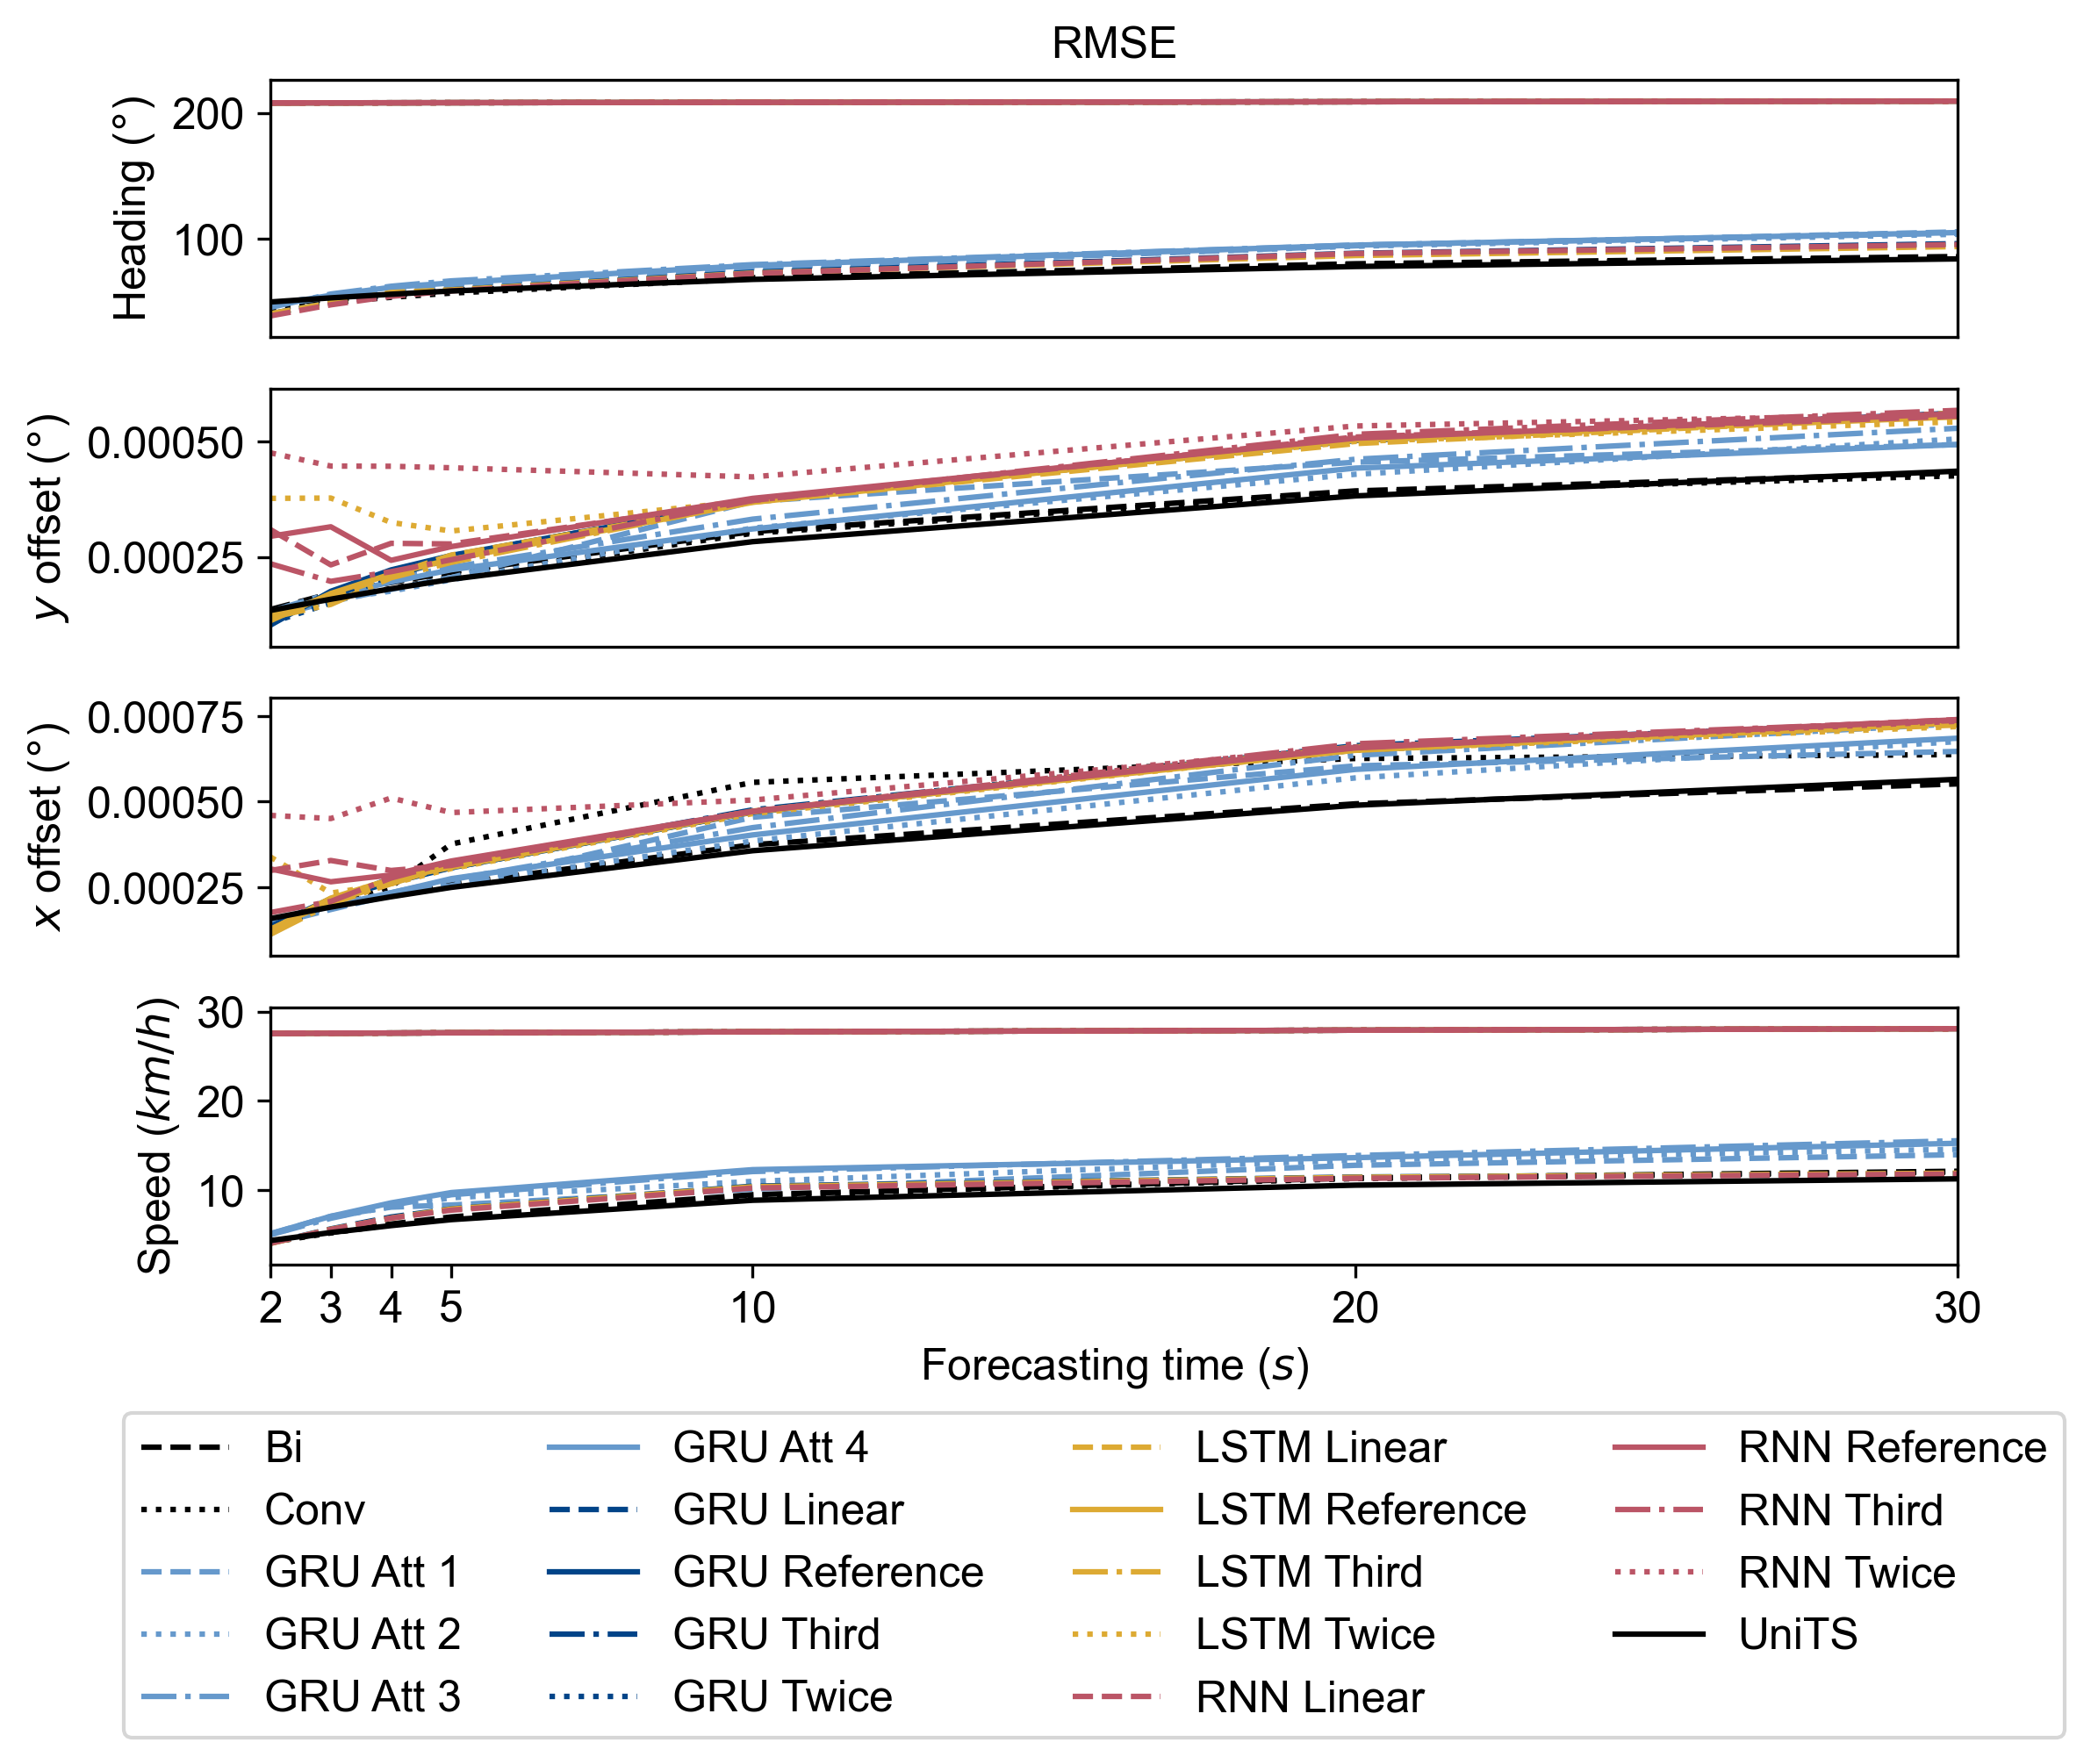 RMSE
Heading (°)
200
100
y offset (°)
0.00050
0.00025
x offset (°)
0.00075
0.00050
0.00025
Speed (km/h)
30
20
10
2 3 4 5 10 20 30
Forecasting time (s)
Bi
Conv
GRU Att 1
GRU Att 2
GRU Att 3
GRU Att 4
GRU Linear
GRU Reference
GRU Third
GRU Twice
LSTM Linear
LSTM Reference
LSTM Third
LSTM Twice
RNN Linear
RNN Reference
RNN Third
RNN Twice
UniTS